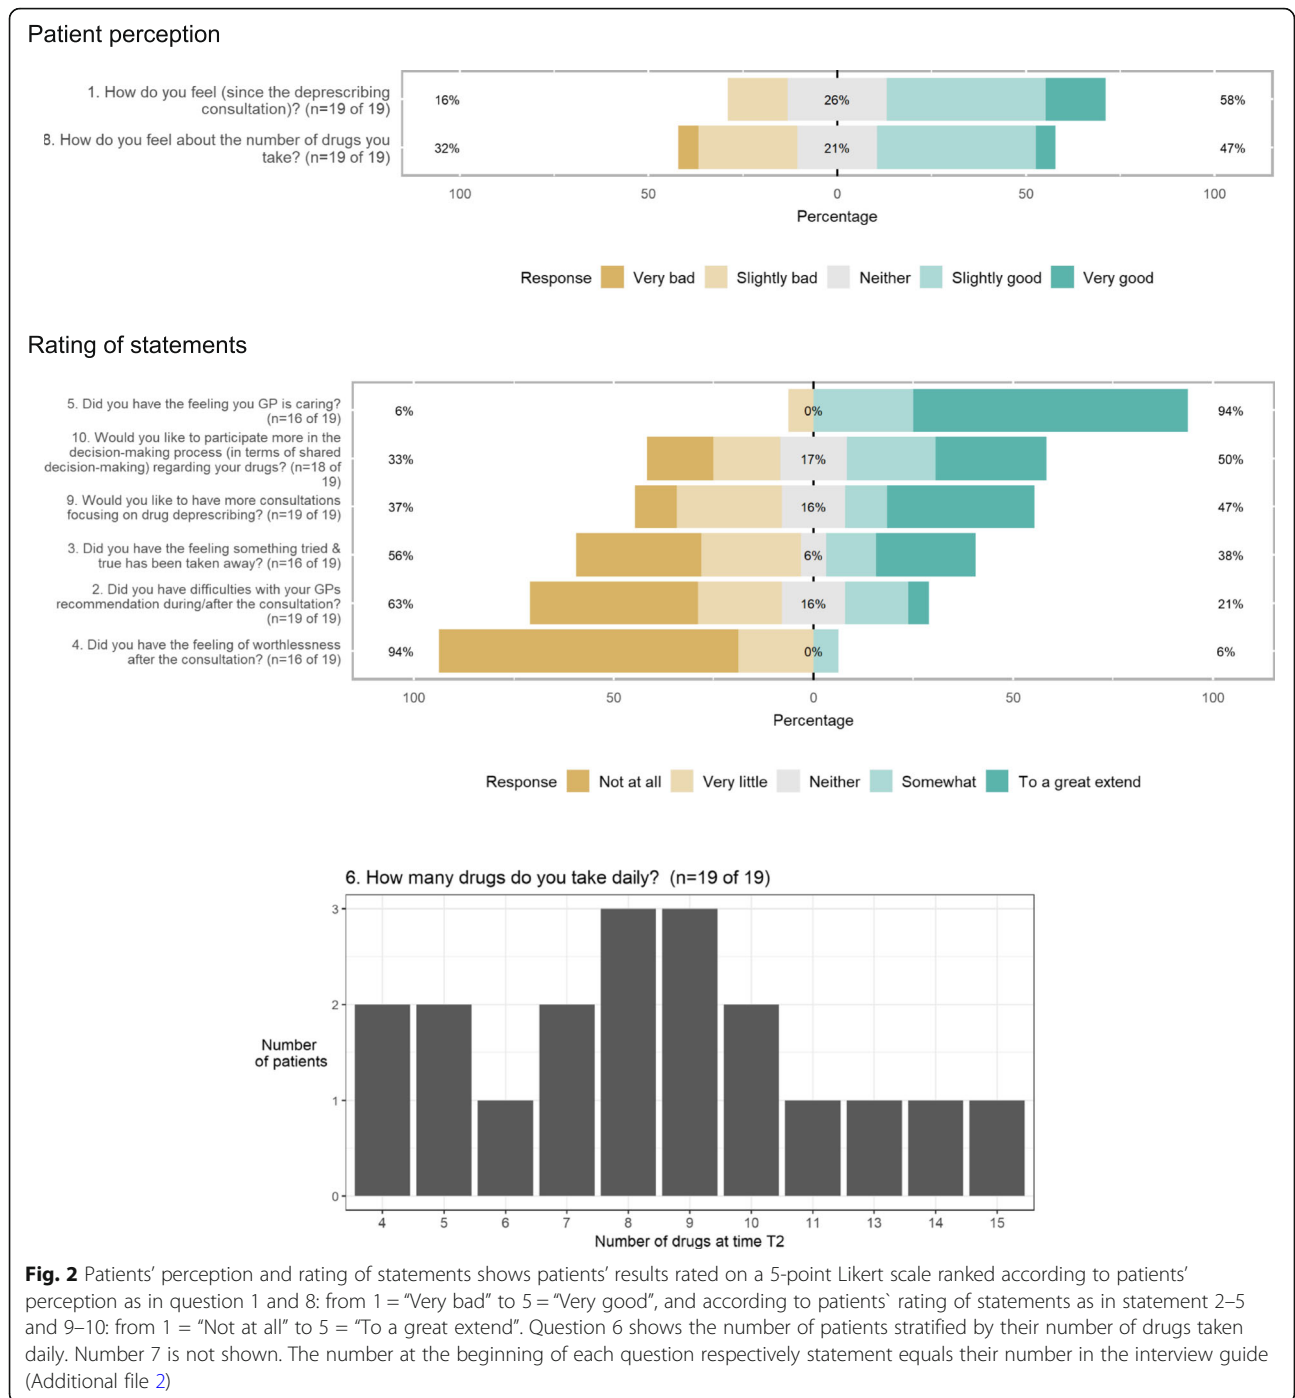 Patient perception
1. How do you feel (since the deprescribing
consultation)? (n=19 of 19)
16%
26%
58%
8. How do you feel about the number of drugs you
take? (n=19 of 19)
32%
21%
47%
100
50
0
50
100
Percentage
Response
Very bad
Slightly bad
Neither
Slightly good
Very good
Rating of statements
5. Did you have the feeling you GP is caring?
(n=16 of 19)
6%
0%
94%
10. Would you like to participate more in the
decision-making process (in terms of shared
decision-making) regarding your drugs? (n=18 of
19)
33%
17%
50%
9. Would you like to have more consultations
focusing on drug deprescribing? (n=19 of 19)
37%
16%
47%
3. Did you have the feeling something tried &
true has been taken away? (n=16 of 19)
56%
6%
38%
2. Did you have difficulties with your GPs
recommendation during/after the consultation?
(n=19 of 19)
63%
16%
21%
4. Did you have the feeling of worthlessness
after the consultation? (n=16 of 19)
94%
0%
6%
100
50
0
50
100
Percentage
Response
Not at all
Very little
Neither
Somewhat
To a great extend
6. How many drugs do you take daily? (n=19 of 19)
3
2
1
0
Number
of patients
4
5
6
7
8
9
10
11
13
14
15
Number of drugs at time T2
Fig. 2 Patients’ perception and rating of statements shows patients’ results rated on a 5-point Likert scale ranked according to patients’
perception as in question 1 and 8: from 1 = “Very bad” to 5 = “Very good”, and according to patients` rating of statements as in statement 2–5
and 9–10: from 1 = “Not at all” to 5 = “To a great extend”. Question 6 shows the number of patients stratified by their number of drugs taken
daily. Number 7 is not shown. The number at the beginning of each question respectively statement equals their number in the interview guide
(Additional file 2)